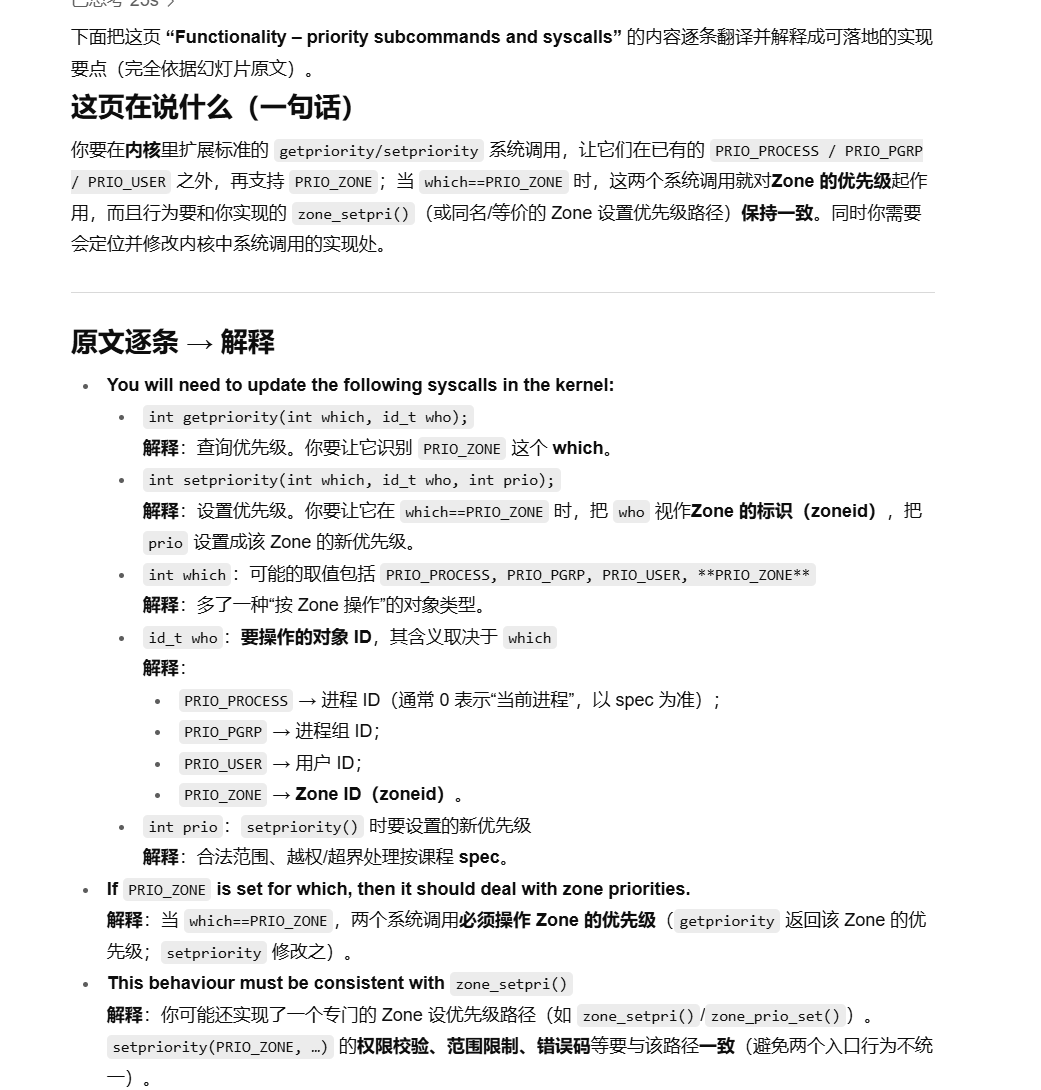 已思考 25s >
下面把这页 “Functionality – priority subcommands and syscalls” 的内容逐条翻译并解释成可落地的实现
要点（完全依据幻灯片原文）。
这页在说什么（一句话）
你要在内核里扩展标准的 getpriority/setpriority 系统调用，让它们在已有的 PRIO_PROCESS / PRIO_PGRP
/ PRIO_USER 之外，再支持 PRIO_ZONE；当 which==PRIO_ZONE 时，这两个系统调用就对Zone 的优先级起作
用，而且行为要和你实现的 zone_setpri()（或同名/等价的 Zone 设置优先级路径）保持一致。同时你需要
会定位并修改内核中系统调用的实现处。
原文逐条 → 解释
• You will need to update the following syscalls in the kernel:
• int getpriority(int which, id_t who);
解释：查询优先级。你要让它识别 PRIO_ZONE 这个 which。
• int setpriority(int which, id_t who, int prio);
解释：设置优先级。你要让它在 which==PRIO_ZONE 时，把 who 视作Zone 的标识（zoneid），把
prio 设置成该 Zone 的新优先级。
• int which：可能的取值包括 PRIO_PROCESS, PRIO_PGRP, PRIO_USER, **PRIO_ZONE**
解释：多了一种“按 Zone 操作”的对象类型。
• id_t who：要操作的对象 ID，其含义取决于 which
解释：
• PRIO_PROCESS → 进程 ID（通常 0 表示“当前进程”，以 spec 为准）；
• PRIO_PGRP → 进程组 ID；
• PRIO_USER → 用户 ID；
• PRIO_ZONE → Zone ID（zoneid）。
• int prio：setpriority() 时要设置的新优先级
解释：合法范围、越权/超界处理按课程 spec。
• If PRIO_ZONE is set for which, then it should deal with zone priorities.
解释：当 which==PRIO_ZONE，两个系统调用必须操作 Zone 的优先级（getpriority 返回该 Zone 的优
先级；setpriority 修改之）。
• This behaviour must be consistent with zone_setpri()
解释：你可能还实现了一个专门的 Zone 设优先级路径（如 zone_setpri()/zone_prio_set()）。
setpriority(PRIO_ZONE, …) 的权限校验、范围限制、错误码等要与该路径一致（避免两个入口行为不统
一）。